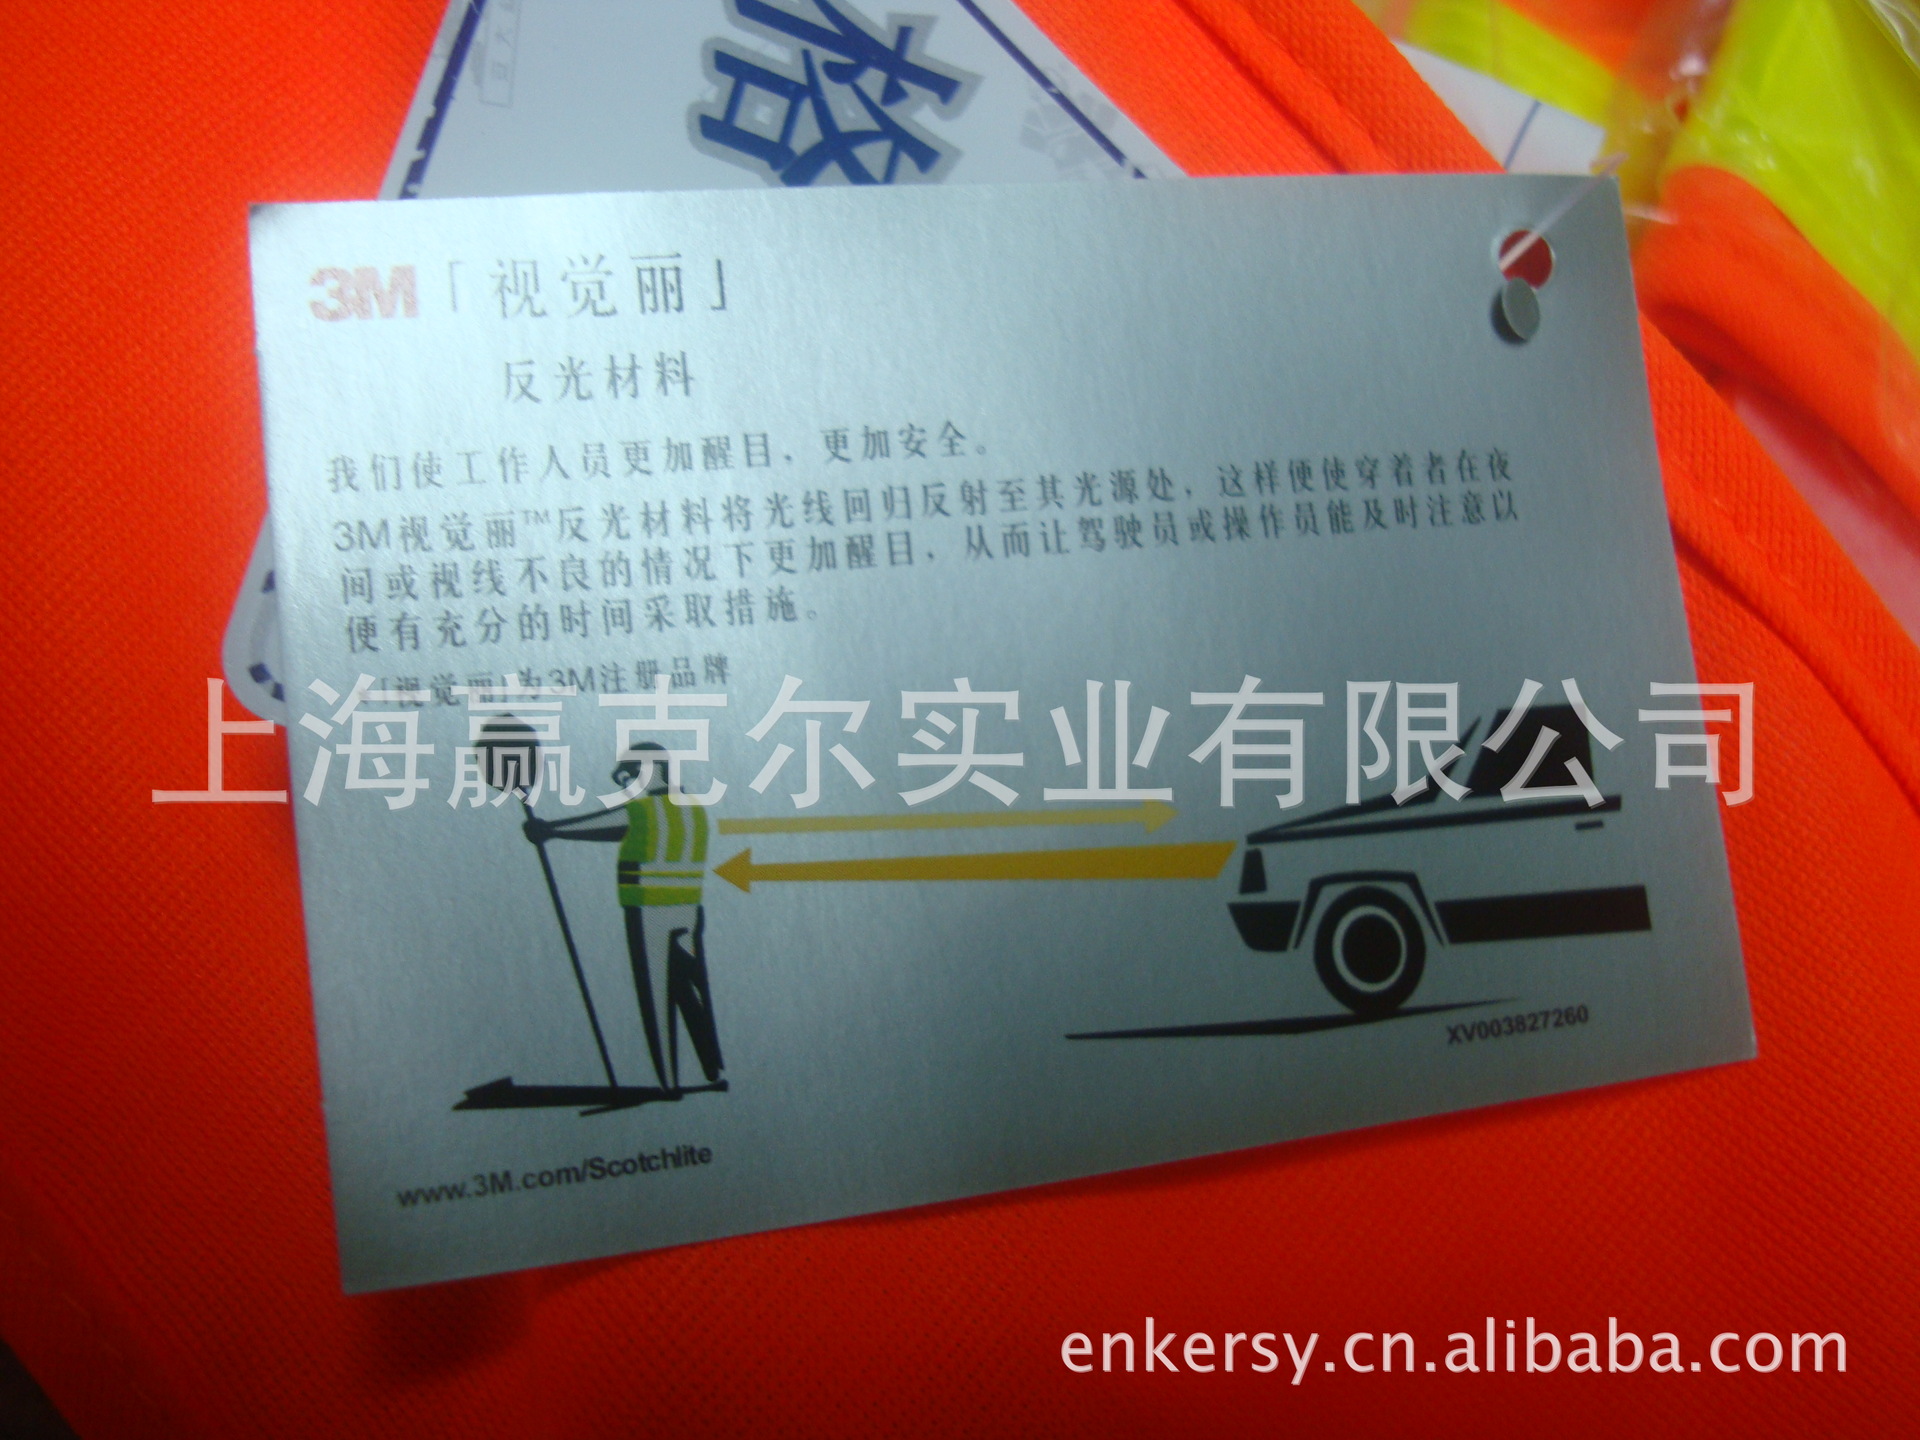 格
3M「视觉丽」
反光材料
我们使工作人员更加醒目，更加安全。
3M视觉丽™反光材料将光线回归反射至其光源处，这样便使穿着者在夜
间或视线不良的情况下更加醒目，从而让驾驶员或操作员能及时注意以
便有充分的时间采取措施。
「视觉丽」为3M注册品牌
上海赢克尔实业有限公司
XV003827260
www.3M.com/Scotchlite
enkersy.cn.alibaba.com